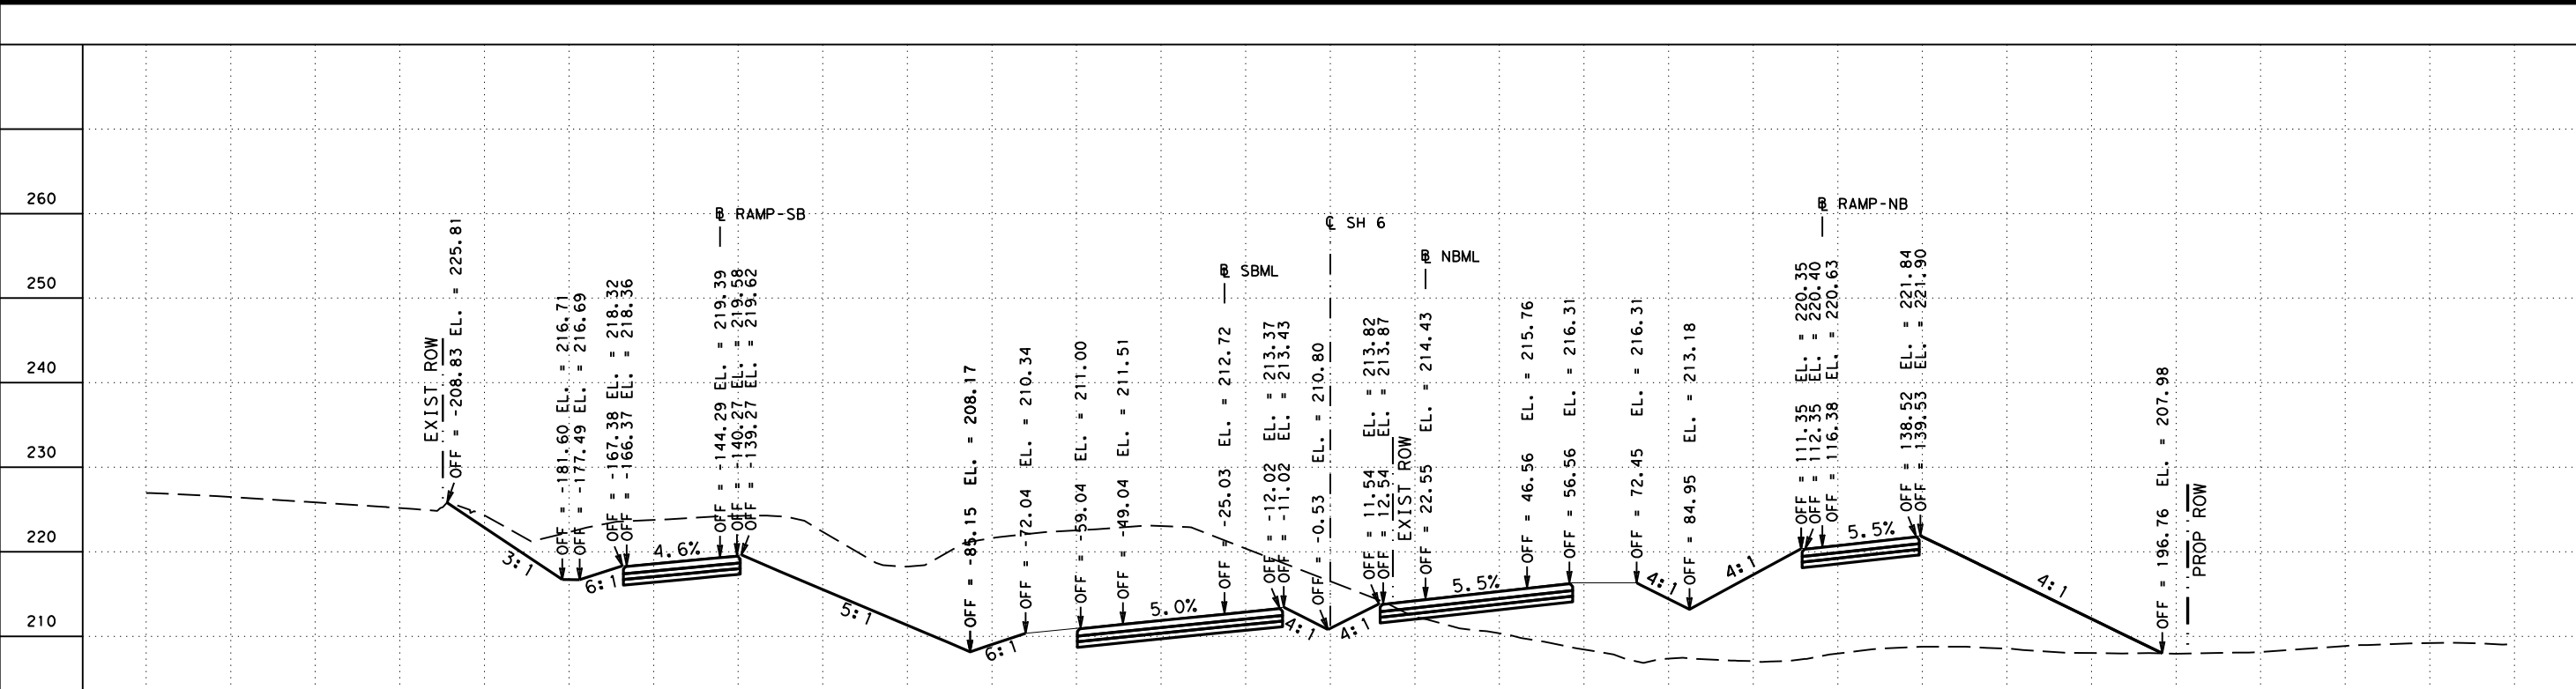 260
250
240
230
220
210
EXIST ROW
OFF = -208.83 EL. = 225.81
3:1
OFF = -181.60 EL. = 216.71
OFF = -177.49 EL. = 216.69
6:1
OFF = -167.38 EL. = 218.32
OFF = -166.37 EL. = 218.36
4.6%
RAMP-SB
OFF = -144.29 EL. = 219.39
OFF = -140.27 EL. = 219.58
OFF = -139.27 EL. = 219.62
5:1
OFF = -85.15 EL. = 208.17
6:1
OFF = -72.04 EL. = 210.34
OFF = -59.04 EL. = 211.00
OFF = -49.04 EL. = 211.51
5.0%
SBML
OFF = -25.03 EL. = 212.72
OFF = -12.02 EL. = 213.37
OFF = -11.02 EL. = 213.43
4:1
SH 6
OFF = -0.53 EL. = 210.80
4:1
OFF = 11.54 EL. = 213.82
OFF = 12.54 EL. = 213.87
EXIST ROW
NBML
OFF = 22.55 EL. = 214.43
5.5%
OFF = 46.56 EL. = 215.76
OFF = 56.56 EL. = 216.31
OFF = 72.45 EL. = 216.31
4:1
OFF = 84.95 EL. = 213.18
4:1
OFF = 111.35 EL. = 220.35
OFF = 112.35 EL. = 220.40
RAMP-NB
OFF = 116.38 EL. = 220.63
5.5%
OFF = 138.52 EL. = 221.84
OFF = 139.53 EL. = 221.90
4:1
OFF = 196.76 EL. = 207.98
PROP ROW